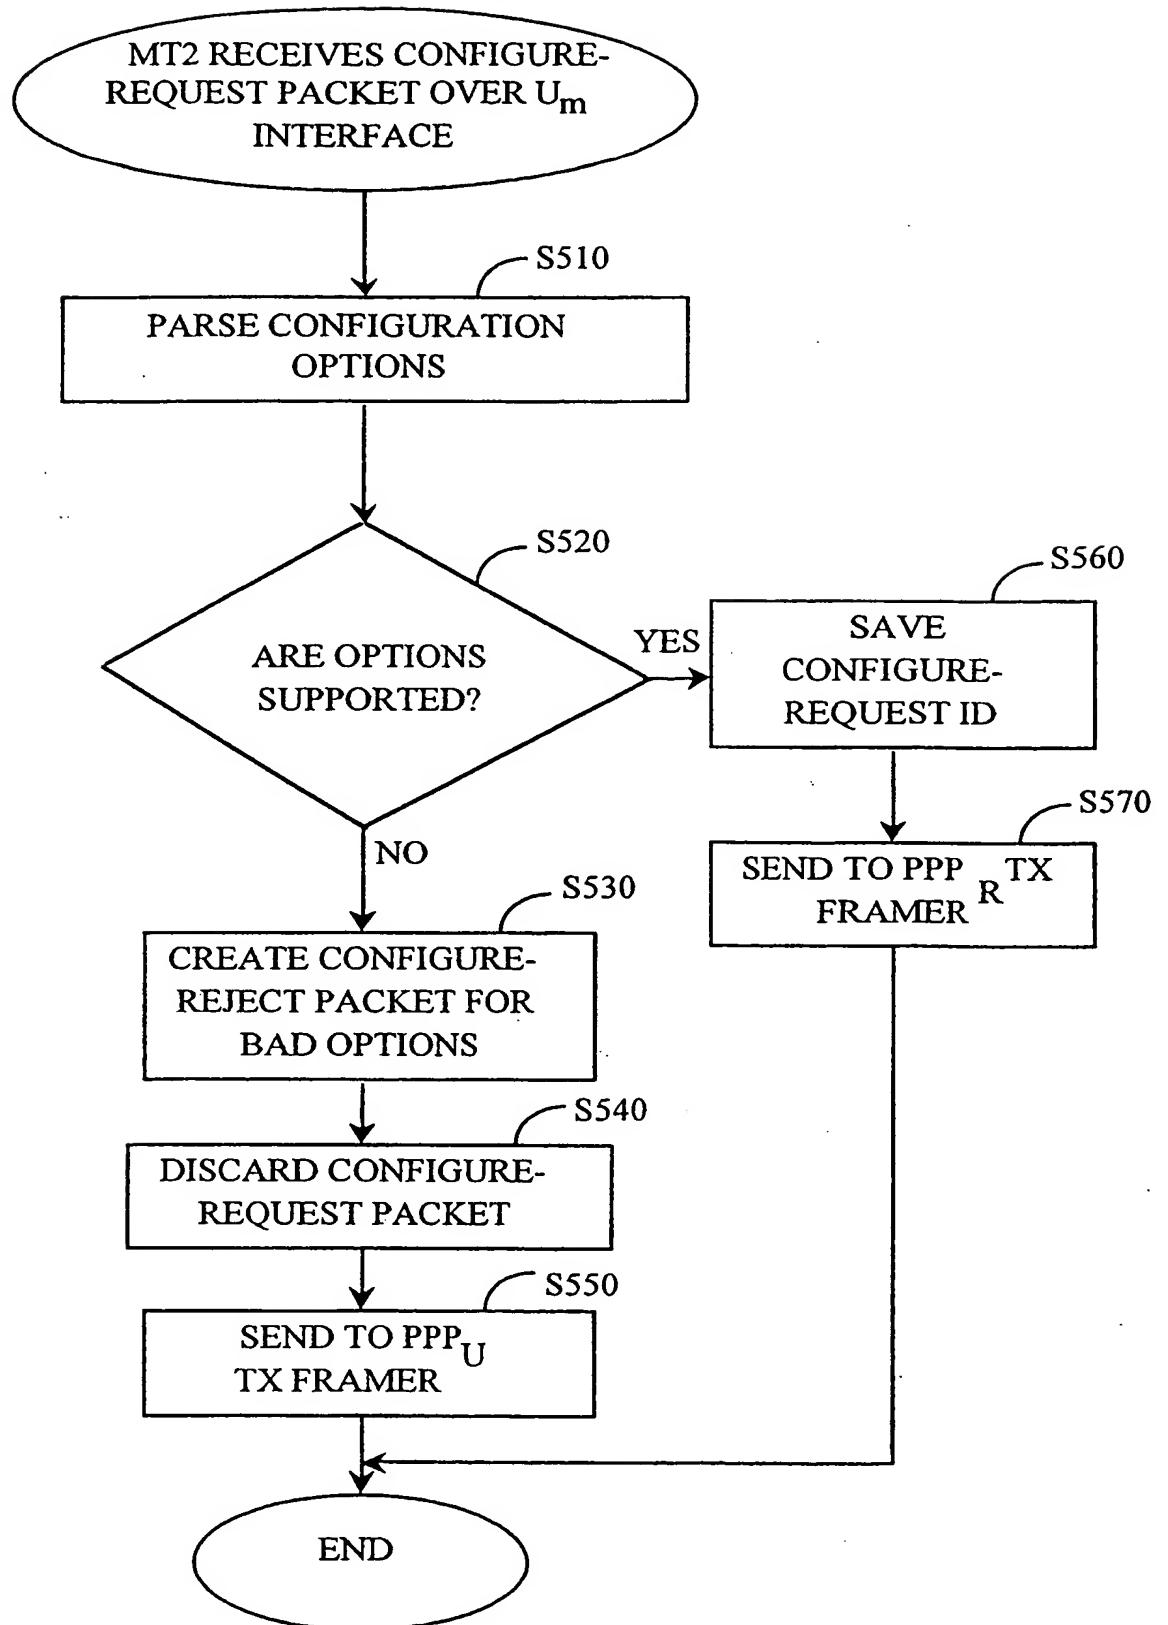 MT2 RECEIVES CONFIGURE-
REQUEST PACKET OVER Um
INTERFACE
S510
PARSE CONFIGURATION
OPTIONS
S520
ARE OPTIONS
SUPPORTED?
YES
S560
SAVE
CONFIGURE-
REQUEST ID
S570
SEND TO PPP R TX
FRAMER
NO
S530
CREATE CONFIGURE-
REJECT PACKET FOR
BAD OPTIONS
S540
DISCARD CONFIGURE-
REQUEST PACKET
S550
SEND TO PPPU
TX FRAMER
END